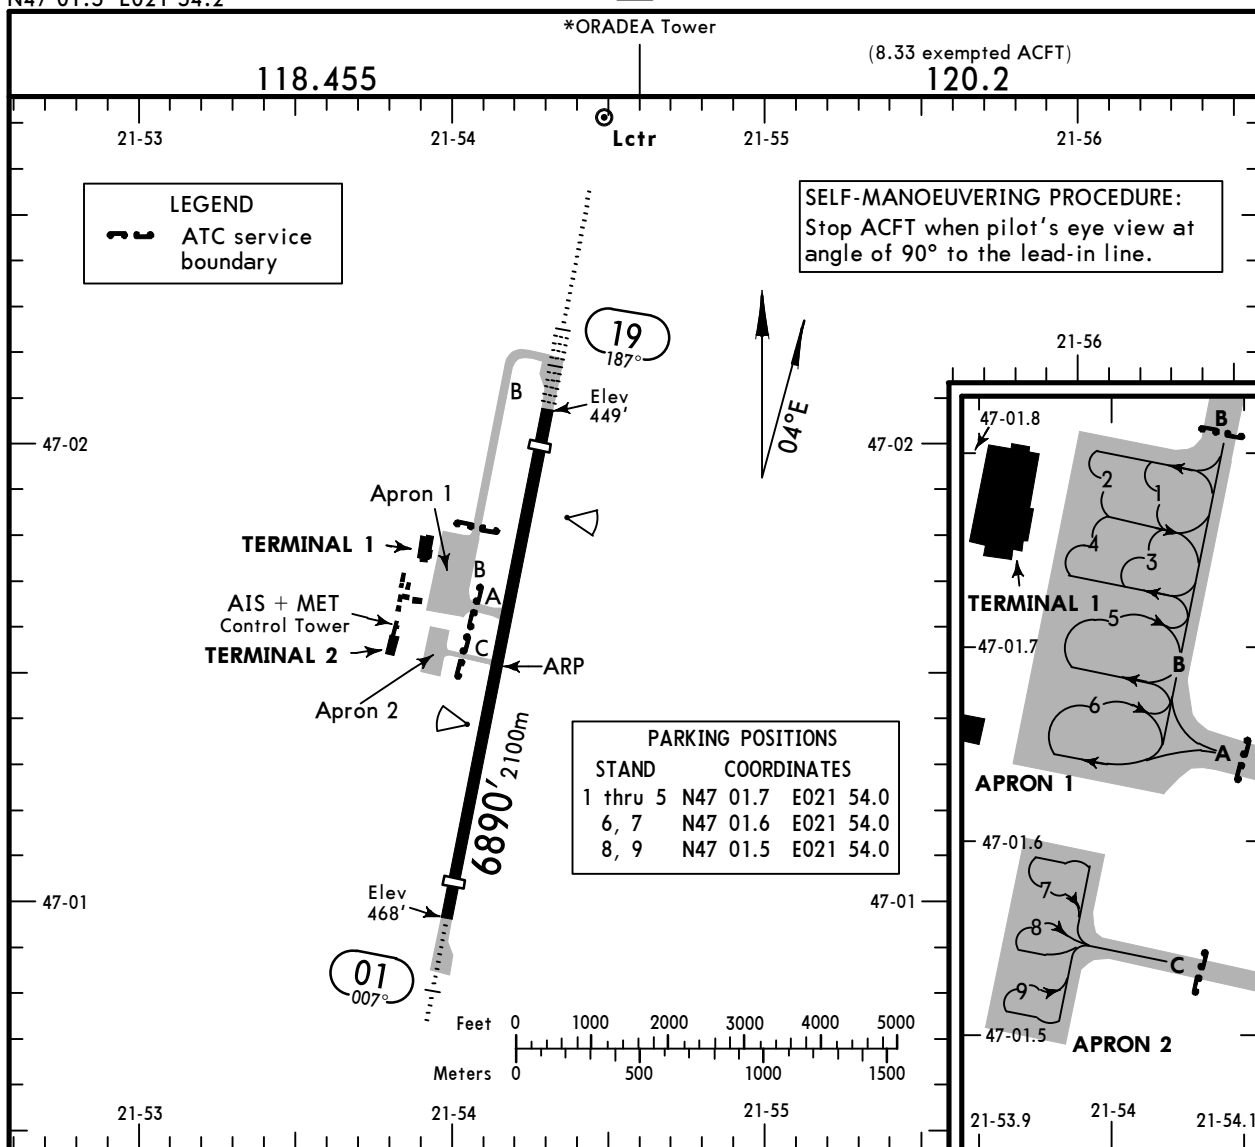 N47 01.5 E021 54.2
*ORADEA Tower
118.455
(8.33 exempted ACFT)
120.2
21-53
21-54
Lctr
21-55
21-56
LEGEND
ATC service
boundary
SELF-MANOEUVERING PROCEDURE:
Stop ACFT when pilot's eye view at
angle of 90° to the lead-in line.
19
187°
04°E
B
Elev
449'
47-02
47-02
Apron 1
TERMINAL 1
B
A
AIS + MET
Control Tower
C
TERMINAL 2
ARP
Apron 2
6890' 2100m
PARKING POSITIONS
STAND COORDINATES
1 thru 5 N47 01.7 E021 54.0
6, 7 N47 01.6 E021 54.0
8, 9 N47 01.5 E021 54.0
Elev
468'
47-01
47-01
01
007°
Feet 0 1000 2000 3000 4000 5000
Meters 0 500 1000 1500
21-53
21-54
21-55
21-56
47-01.8
B
2
1
4
3
TERMINAL 1
5
47-01.7
B
6
A
APRON 1
47-01.6
7
8
C
9
47-01.5
APRON 2
21-53.9
21-54
21-54.1